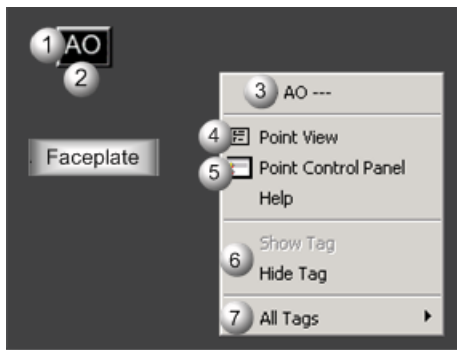 1 AO
2
3 AO ---
Faceplate
4 Point View
5 Point Control Panel
Help
Show Tag
6
Hide Tag
7 All Tags